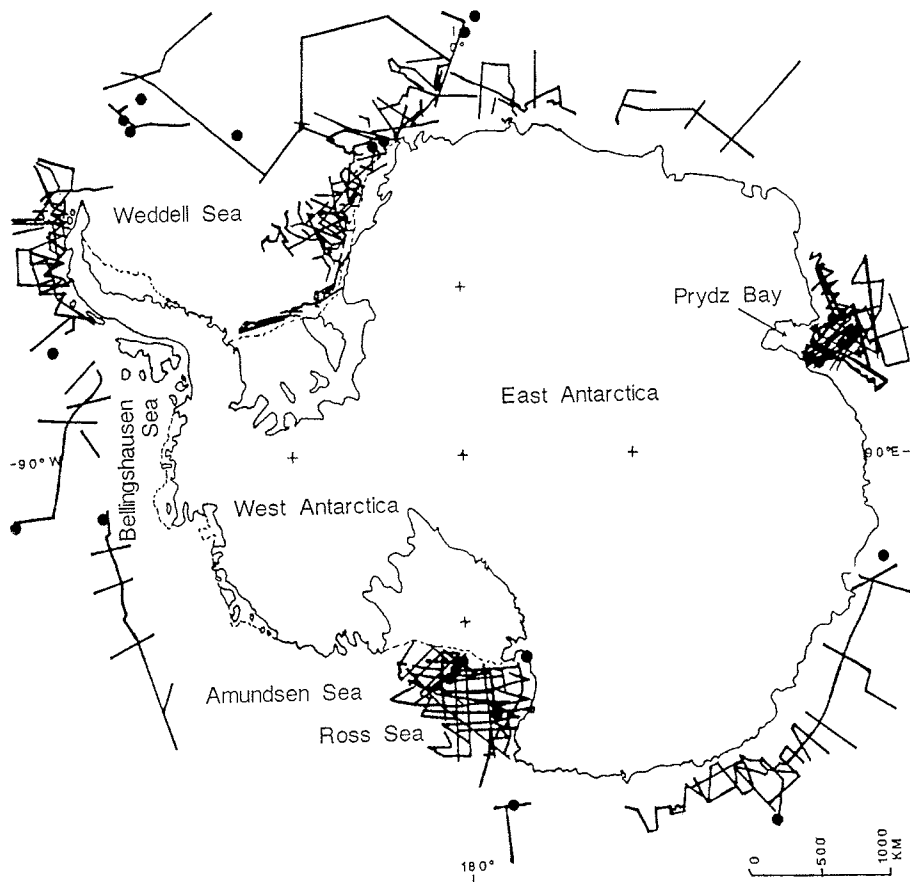 0°
Weddell Sea
Prydz Bay
East Antarctica
Bellingshausen
Sea
-90°W
90°E-
West Antarctica
Amundsen Sea
Ross Sea
180°
0
500
1000
KM